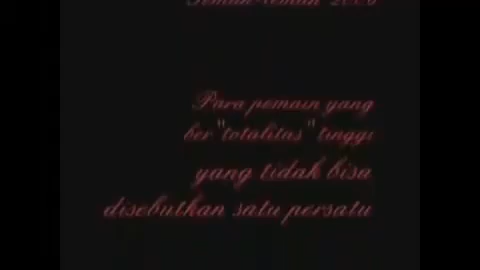 Para pemain yang
ber "totalitas" tinggi
yang tidak bisa
disebutkan satu persatu